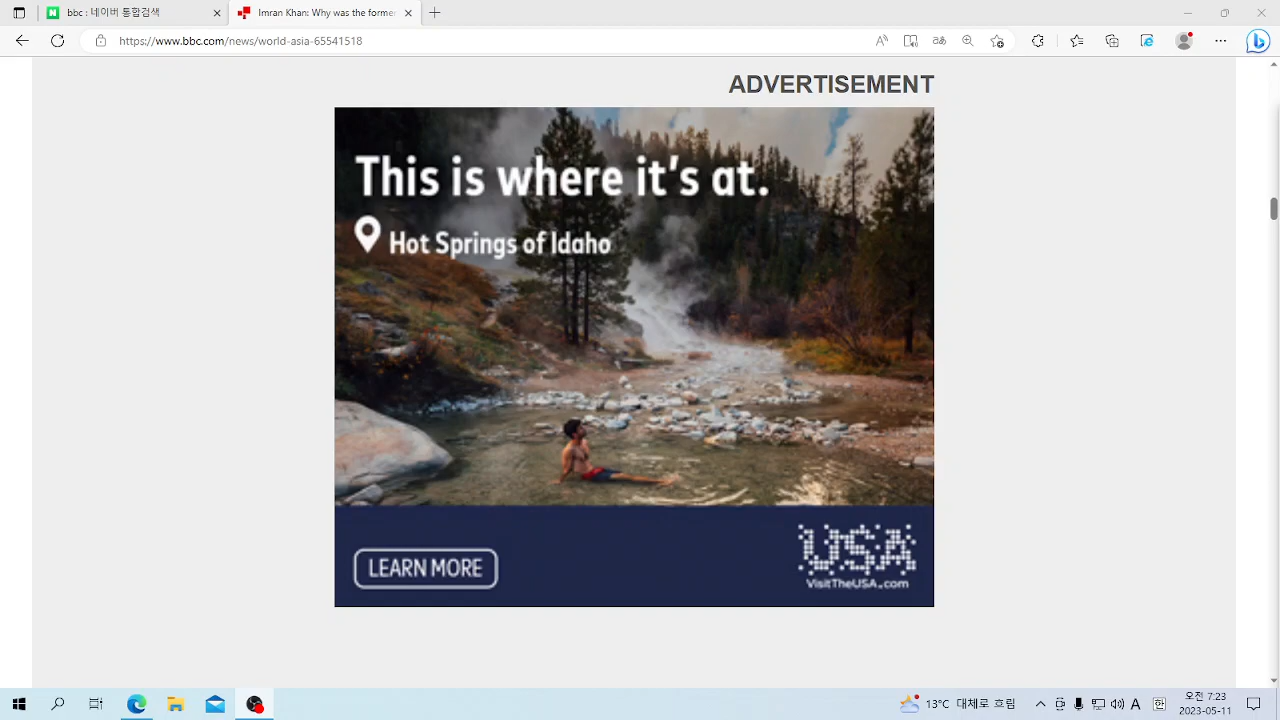 bbc : 네이버 통합검색
Imran Khan: Why was the former
https://www.bbc.com/news/world-asia-65541518
ADVERTISEMENT
This is where it's at.
Hot Springs of Idaho
LEARN MORE
USA
VisitTheUSA.com
13°C 대체로 흐림
A
오전 7:23
2023-05-11